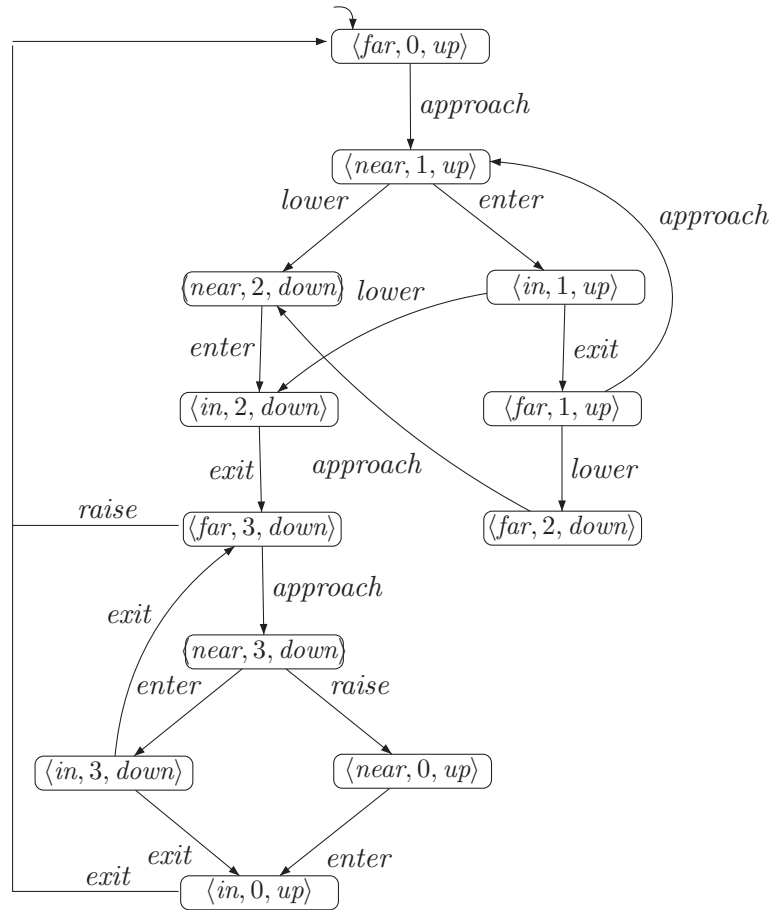 ⟨far, 0, up⟩
approach
⟨near, 1, up⟩
lower
enter
approach
⟨near, 2, down⟩
lower
⟨in, 1, up⟩
enter
exit
⟨in, 2, down⟩
⟨far, 1, up⟩
exit
approach
lower
raise
⟨far, 3, down⟩
⟨far, 2, down⟩
approach
exit
⟨near, 3, down⟩
enter
raise
⟨in, 3, down⟩
⟨near, 0, up⟩
exit
enter
exit
⟨in, 0, up⟩